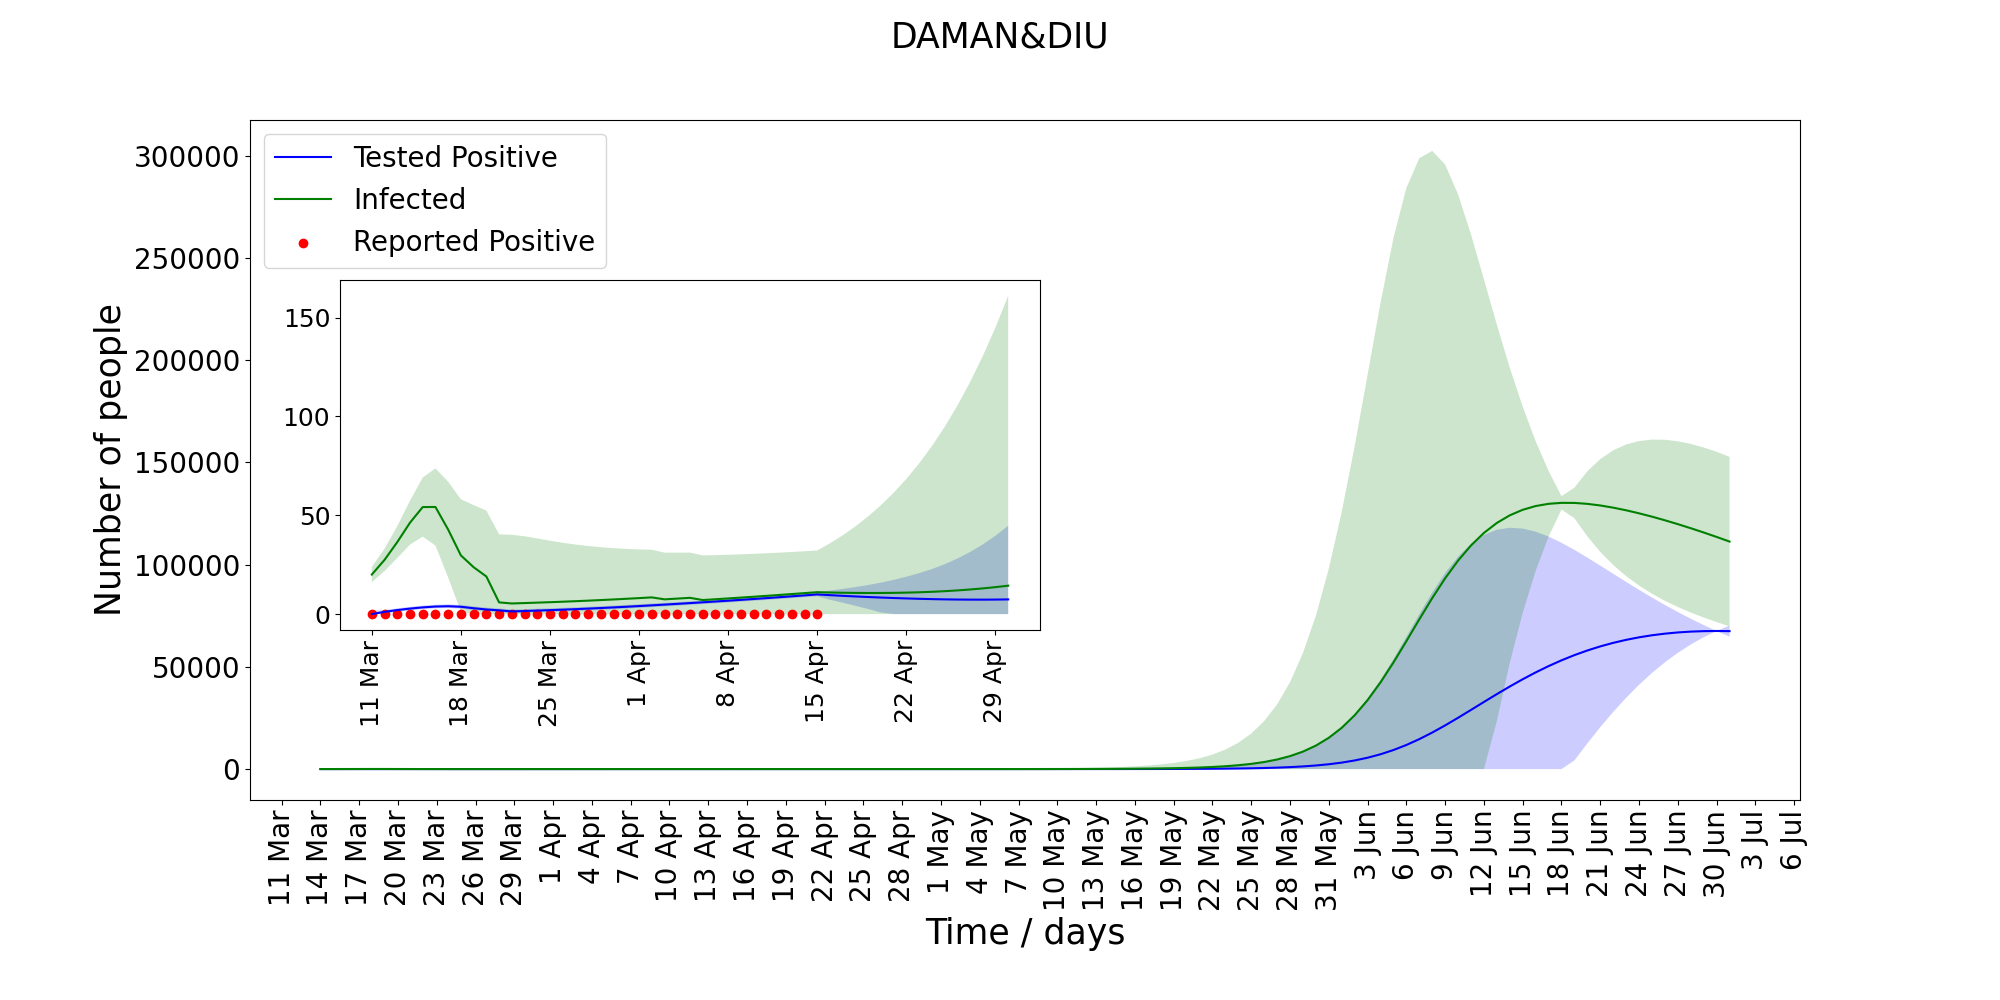 DAMAN&DIU
Tested Positive
Infected
Reported Positive
Number of people
300000
250000
200000
150000
100000
50000
0
150
100
50
0
11 Mar
18 Mar
25 Mar
1 Apr
8 Apr
15 Apr
22 Apr
29 Apr
11 Mar
14 Mar
17 Mar
20 Mar
23 Mar
26 Mar
29 Mar
1 Apr
4 Apr
7 Apr
10 Apr
13 Apr
16 Apr
19 Apr
22 Apr
25 Apr
28 Apr
1 May
4 May
7 May
10 May
13 May
16 May
19 May
22 May
25 May
28 May
31 May
3 Jun
6 Jun
9 Jun
12 Jun
15 Jun
18 Jun
21 Jun
24 Jun
27 Jun
30 Jun
3 Jul
6 Jul
Time / days